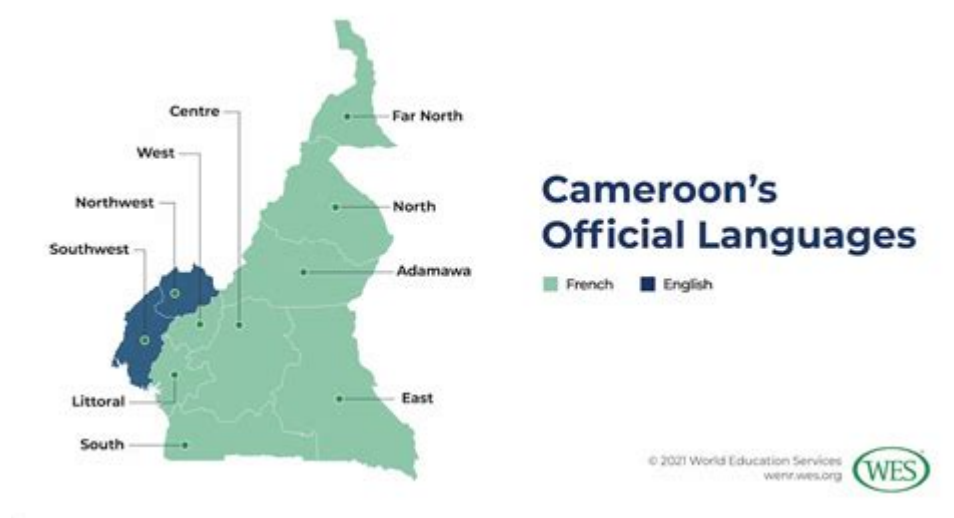 Centre
Far North
West
Northwest
North
Southwest
Adamawa
Littoral
East
South
Cameroon's
Official Languages
French
English
© 2021 World Education Services
wenr.wes.org
WES